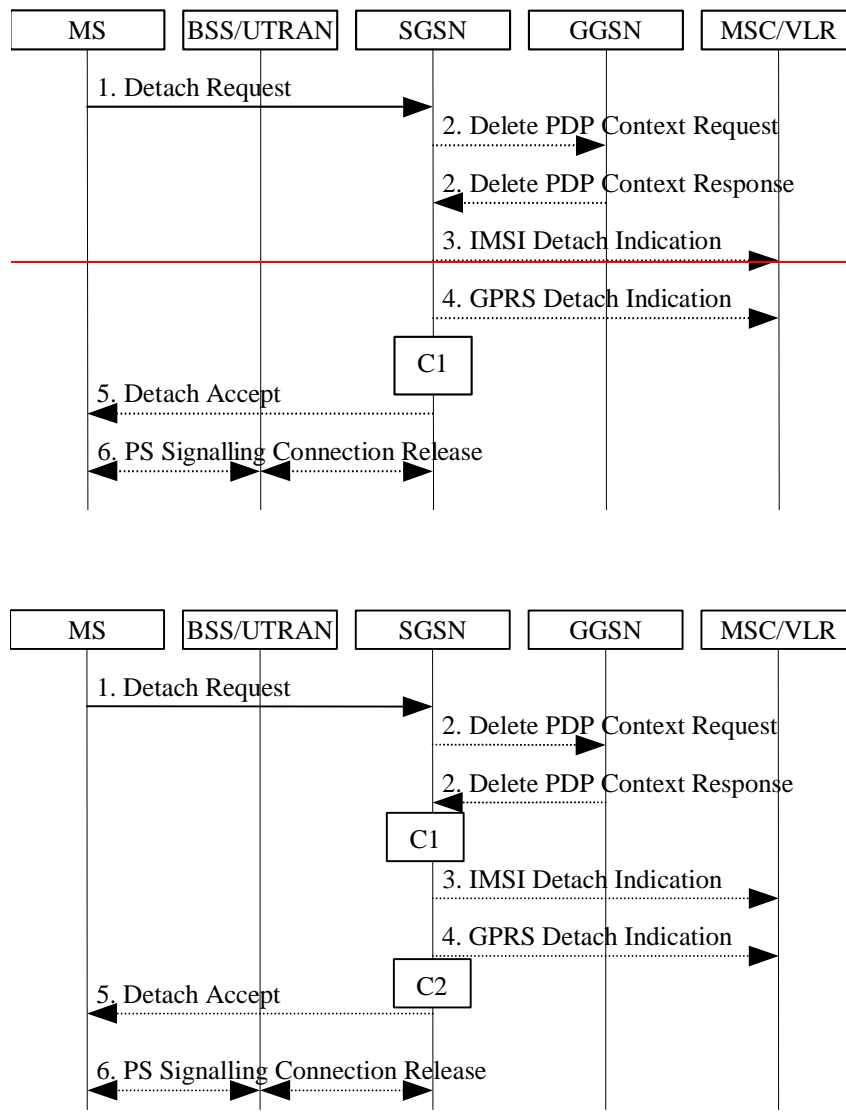 MS BSS/UTRAN SGSN GGSN MSC/VLR
1. Detach Request
2. Delete PDP Context Request
2. Delete PDP Context Response
3. IMSI Detach Indication
4. GPRS Detach Indication
C1
5. Detach Accept
6. PS Signalling Connection Release
MS BSS/UTRAN SGSN GGSN MSC/VLR
1. Detach Request
2. Delete PDP Context Request
2. Delete PDP Context Response
C1
3. IMSI Detach Indication
4. GPRS Detach Indication
C2
5. Detach Accept
6. PS Signalling Connection Release